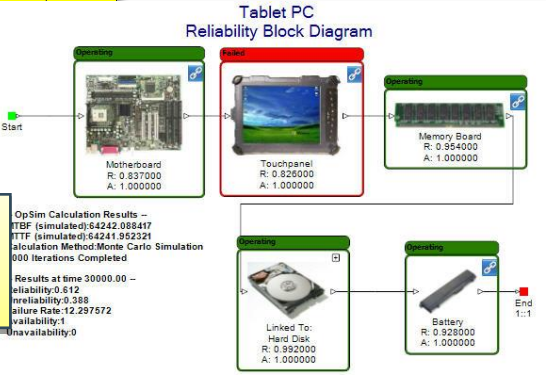 Tablet PC
Reliability Block Diagram
Operating
Motherboard
R: 0.837000
A: 1.000000
Failed
Touchpanel
R: 0.826000
A: 1.000000
Operating
Memory Board
R: 0.954000
A: 1.000000
Start
OpSim Calculation Results --
MTBF (simulated):64242.088417
MTTF (simulated):64241.952321
Calculation Method:Monte Carlo Simulation
000 Iterations Completed
Results at time 30000.00 --
Reliability:0.612
Unreliability:0.388
Failure Rate:12.297572
Availability:1
Unavailability:0
Operating
Linked To:
Hard Disk
R: 0.992000
A: 1.000000
Operating
Battery
R: 0.928000
A: 1.000000
End
1::1